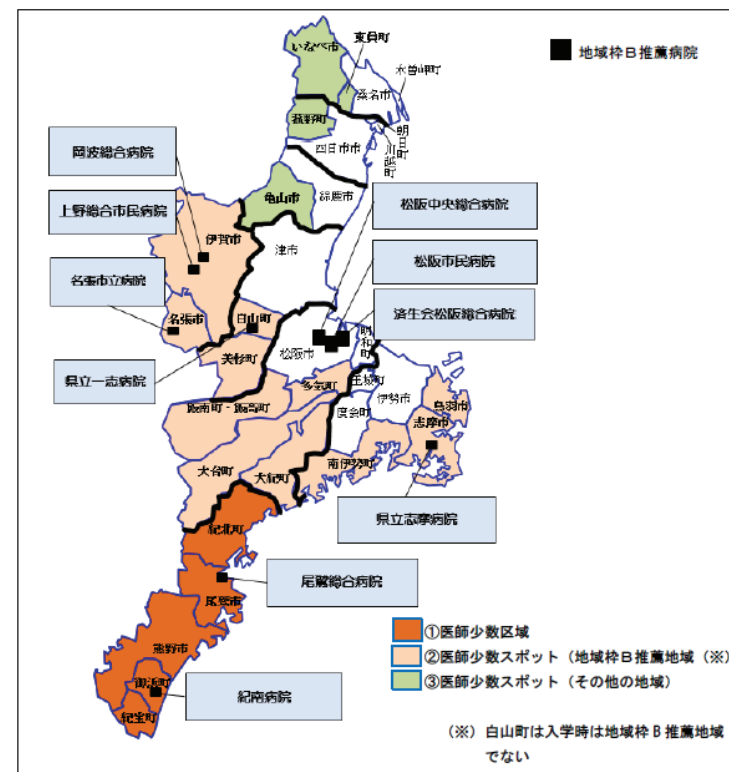 いなべ市
東員町
木曽岬町
桑名市
■ 地域枠B推薦病院
菰野町
朝日町
川越町
四日市市
岡波総合病院
亀山市
鈴鹿市
松阪中央総合病院
上野総合市民病院
伊賀市
津市
松阪市民病院
名張市立病院
名張市
白山町
済生会松阪総合病院
松阪市
明和町
美杉町
県立一志病院
多気町
玉城町
伊勢市
鳥羽市
飯南町・飯高町
度会町
志摩市
大台町
大紀町
南伊勢町
県立志摩病院
紀北町
尾鷲総合病院
尾鷲市
①医師少数区域
熊野市
②医師少数スポット(地域枠B推薦地域(※)
③医師少数スポット(その他の地域)
御浜町
紀南病院
紀宝町
(※)白山町は入学時は地域枠B推薦地域
でない